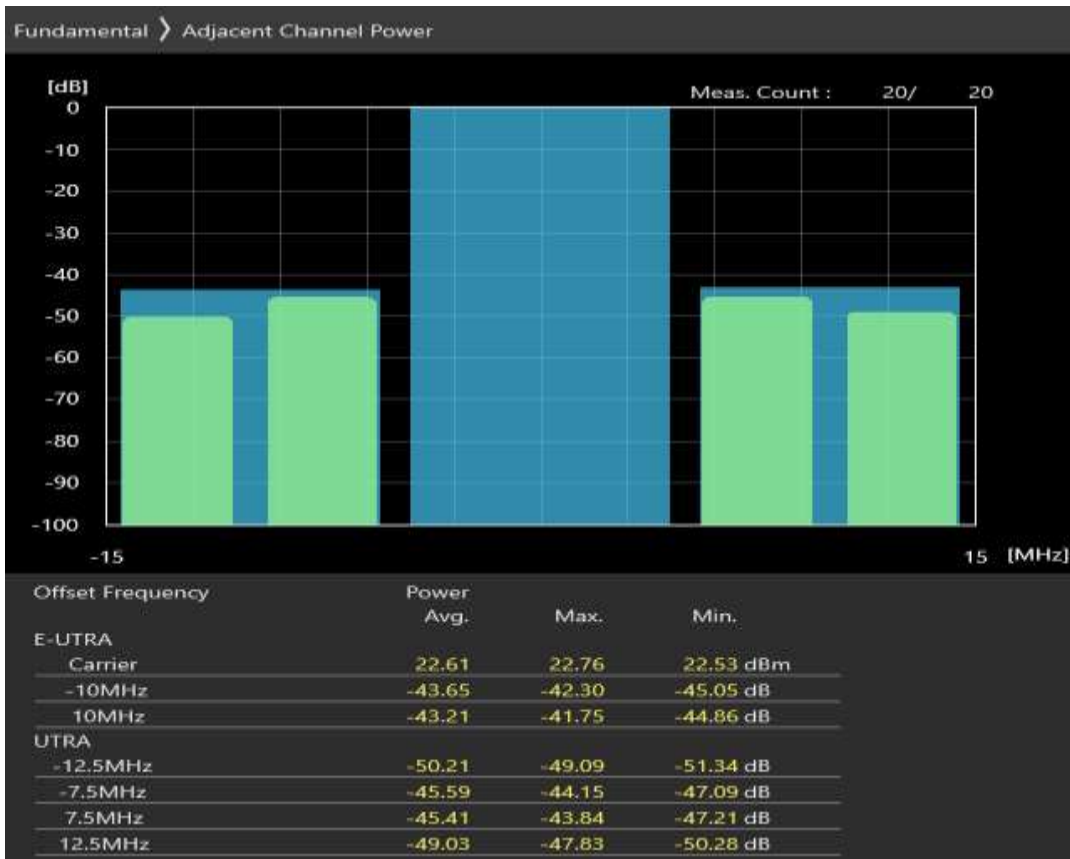 Fundamental 〉 Adjacent Channel Power
[dB]
Meas. Count : 20/ 20
0
-10
-20
-30
-40
-50
-60
-70
-80
-90
-100
-15 15 [MHz]
Offset Frequency Power
Avg. Max. Min.
E-UTRA
Carrier 22.61 22.76 22.53 dBm
-10MHz -43.65 -42.30 -45.05 dB
10MHz -43.21 -41.75 -44.86 dB
UTRA
-12.5MHz -50.21 -49.09 -51.34 dB
-7.5MHz -45.59 -44.15 -47.09 dB
7.5MHz -45.41 -43.84 -47.21 dB
12.5MHz -49.03 -47.83 -50.28 dB